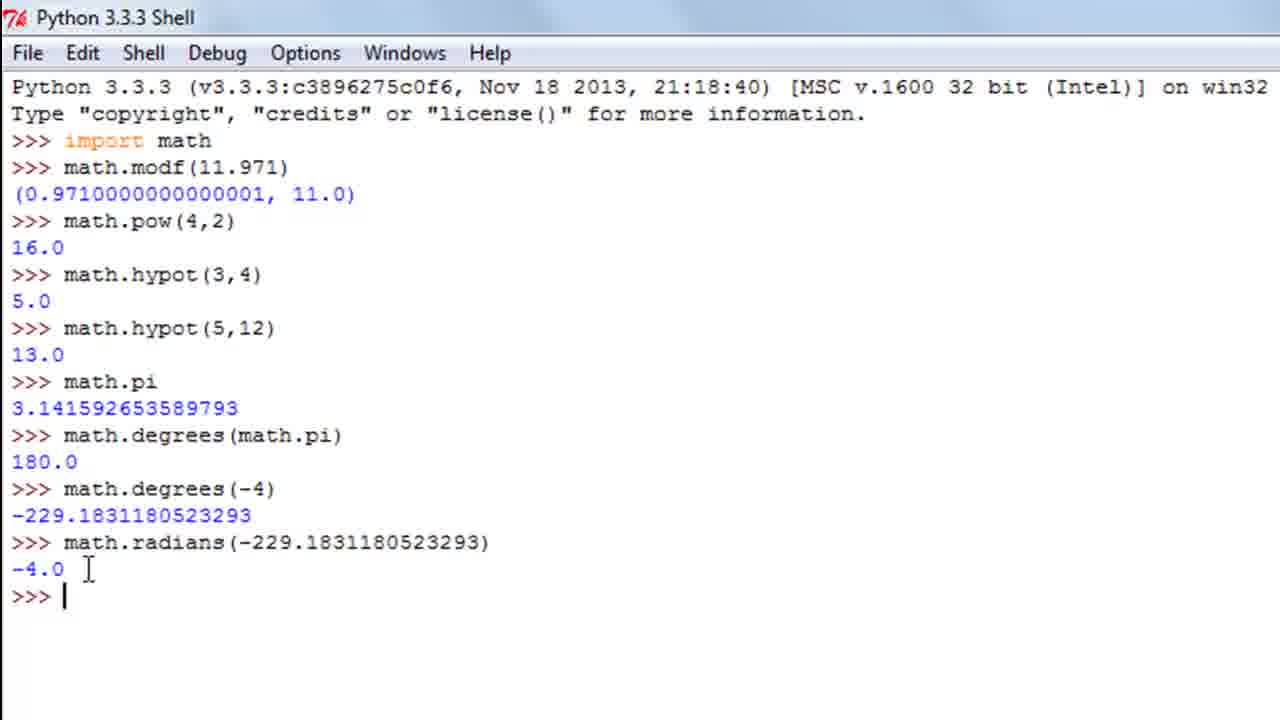 Python 3.3.3 Shell
File Edit Shell Debug Options Windows Help
Python 3.3.3 (v3.3.3:c3896275c0f6, Nov 18 2013, 21:18:40) [MSC v.1600 32 bit (Intel)] on win32
Type "copyright", "credits" or "license()" for more information.
>>> import math
>>> math.modf(11.971)
(0.9710000000000001, 11.0)
>>> math.pow(4,2)
16.0
>>> math.hypot(3,4)
5.0
>>> math.hypot(5,12)
13.0
>>> math.pi
3.141592653589793
>>> math.degrees(math.pi)
180.0
>>> math.degrees(-4)
-229.1831180523293
>>> math.radians(-229.1831180523293)
-4.0
>>>